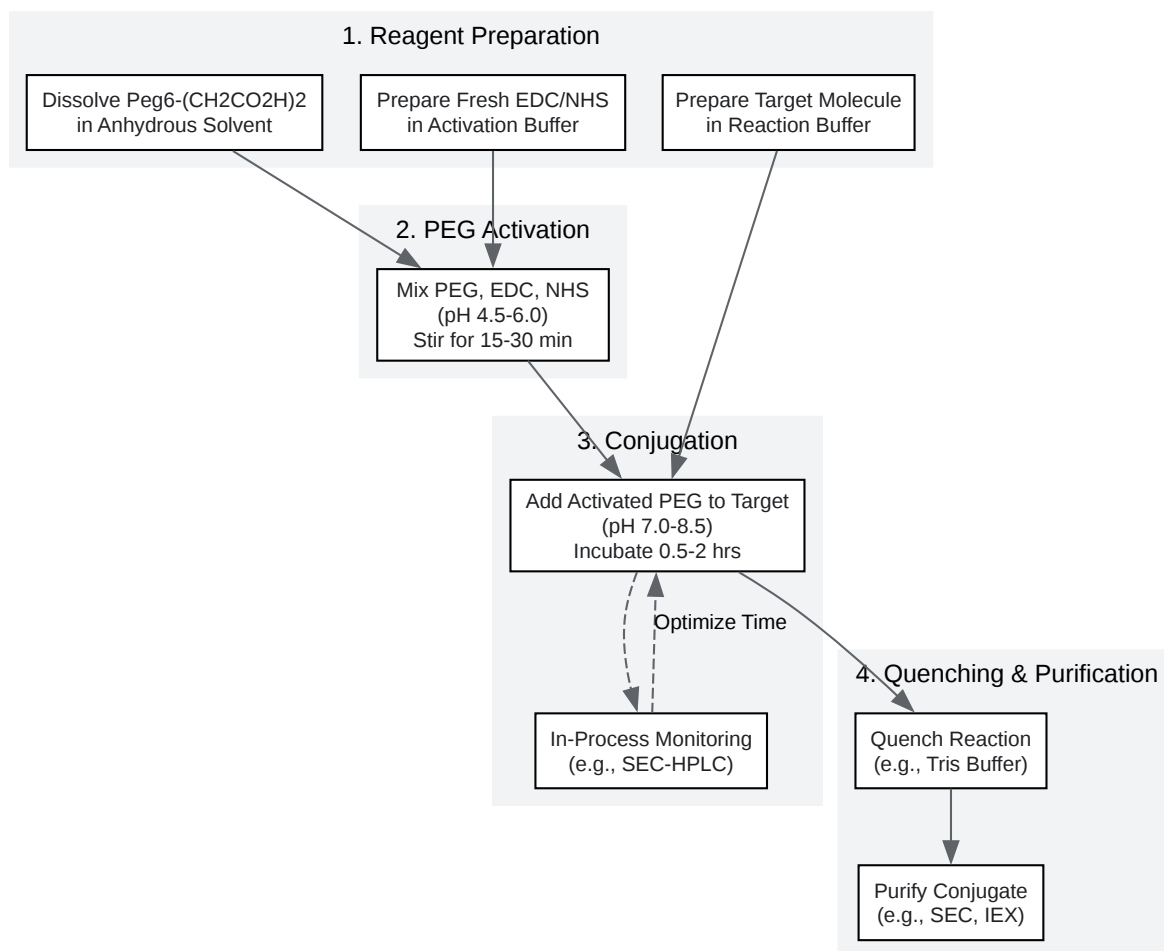 1. Reagent Preparation
Dissolve Peg6-(CH2CO2H)2
in Anhydrous Solvent
Prepare Fresh EDC/NHS
in Activation Buffer
Prepare Target Molecule
in Reaction Buffer
2. PEG Activation
Mix PEG, EDC, NHS
(pH 4.5-6.0)
Stir for 15-30 min
3. Conjugation
Add Activated PEG to Target
(pH 7.0-8.5)
Incubate 0.5-2 hrs
Optimize Time
In-Process Monitoring
(e.g., SEC-HPLC)
4. Quenching & Purification
Quench Reaction
(e.g., Tris Buffer)
Purify Conjugate
(e.g., SEC, IEX)